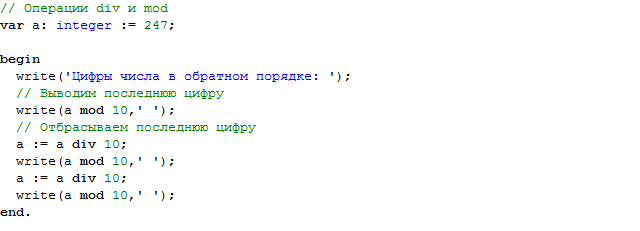 // Операции div и mod
var a: integer := 247;

begin
  write('Цифры числа в обратном порядке: ');
  // Выводим последнюю цифру
  write(a mod 10,' ');
  // Отбрасываем последнюю цифру
  a := a div 10;
  write(a mod 10,' ');
  a := a div 10;
  write(a mod 10,' ');
end.